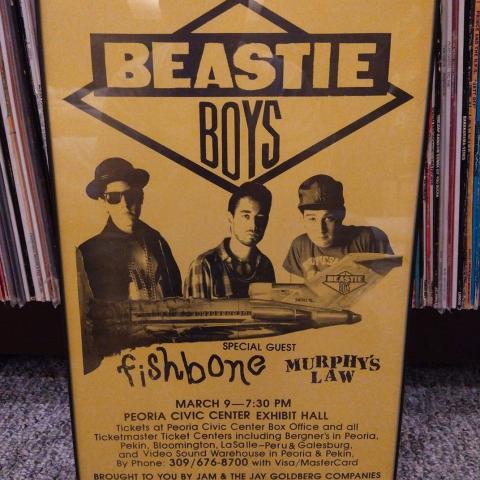 BEASTIE
BOYS
BEASTIE
BOYS
SPECIAL GUEST
fishbone
MURPHY'S
LAW
MARCH 9—7:30 PM
PEORIA CIVIC CENTER EXHIBIT HALL
Tickets at Peoria Civic Center Box Office and all
Ticketmaster Ticket Centers including Bergner's in Peoria,
Pekin, Bloomington, LaSalle-Peru & Galesburg,
and Video Sound Warehouse in Peoria & Pekin.
By Phone: 309/676-8700 with Visa/MasterCard
BROUGHT TO YOU BY JAM & THE JAY GOLDBERG COMPANIES